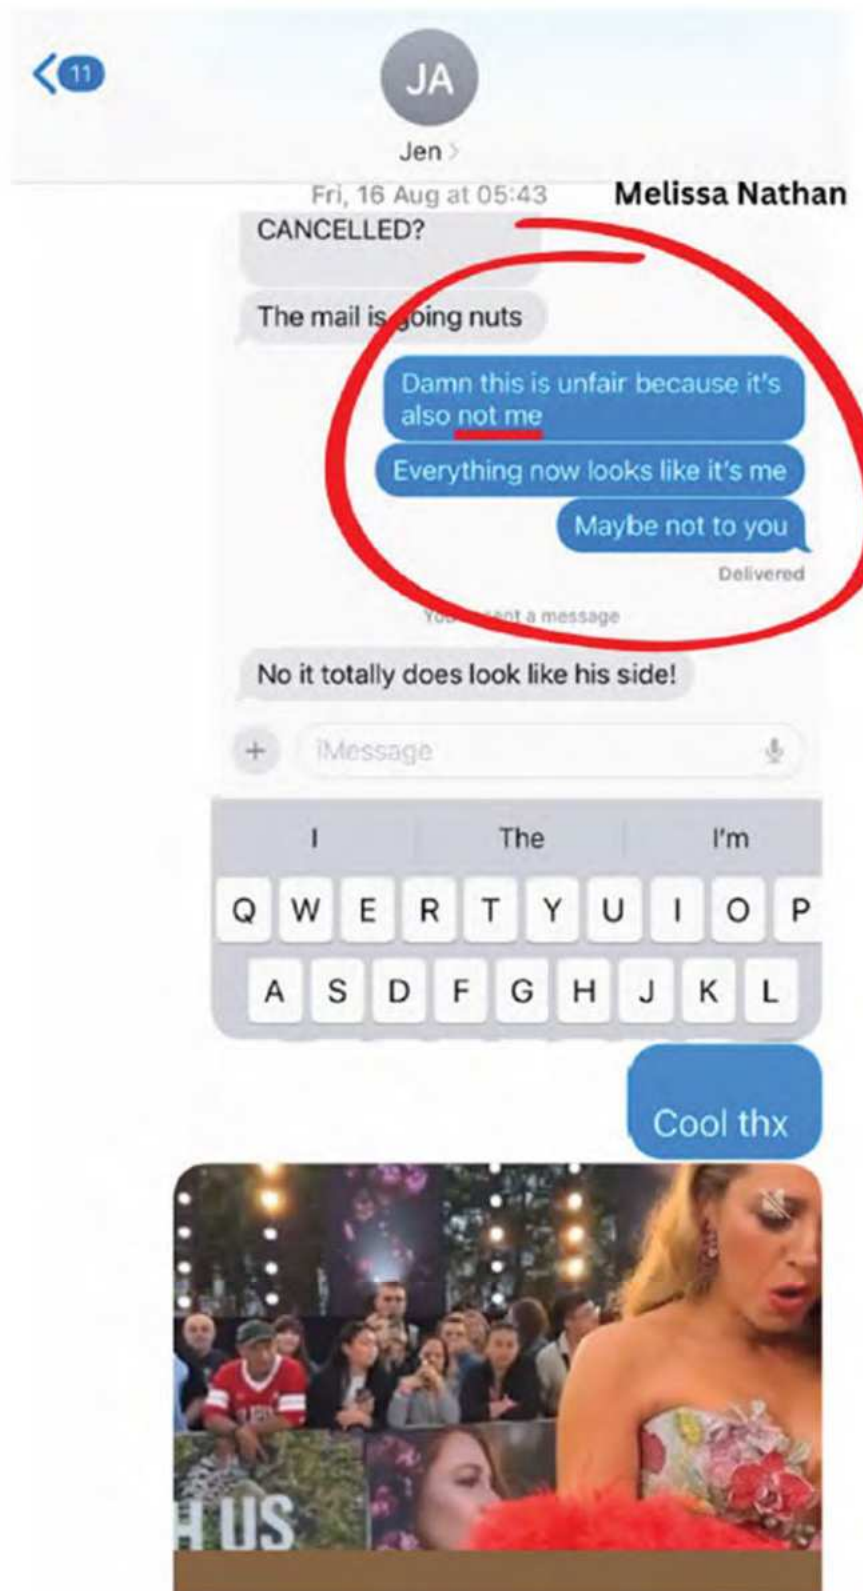 11
JA
Jen
Fri, 16 Aug at 05:43
Melissa Nathan
CANCELLED?
The mail is going nuts
Damn this is unfair because it's
also not me
Everything now looks like it's me
Maybe not to you
Delivered
a message
No it totally does look like his side!
+ iMessage
I The I'm
Q W E R T Y U I O P
A S D F G H J K L
Cool thx
H US